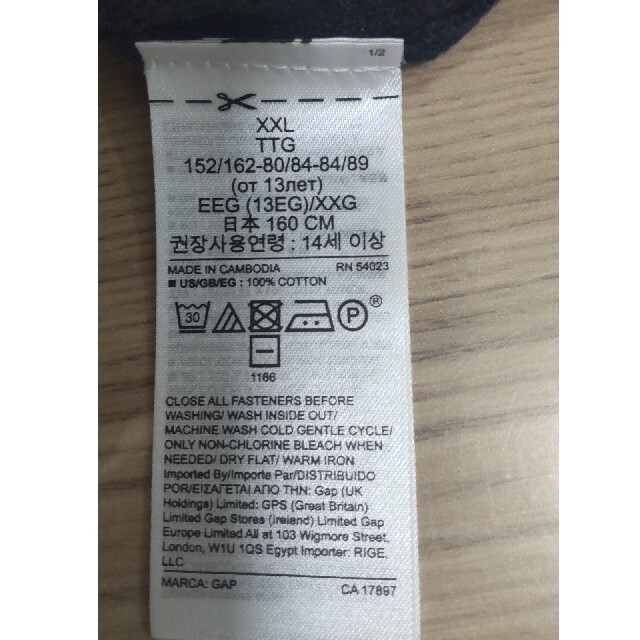 1/2
XXL
TTG
152/162-80/84-84/89
(от 13лет)
EEG (13EG)/XXG
日本 160 CM
권장사용연령 : 14세 이상
MADE IN CAMBODIA RN 54023
■ US/GB/EG : 100% COTTON
30 P ®
1166
CLOSE ALL FASTENERS BEFORE
WASHING/ WASH INSIDE OUT/
MACHINE WASH COLD GENTLE CYCLE/
ONLY NON-CHLORINE BLEACH WHEN
NEEDED/ DRY FLAT/ WARM IRON
Imported By/Importe Par/DISTRIBUIDO
POR/ΕΙΣΑΓΕΤΑΙ ΑΠΟ ΤΗΝ: Gap (UK
Holdings) Limited: GPS (Great Britain)
Limited Gap Stores (Ireland) Limited Gap
Europe Limited All at 103 Wigmore Street,
London, W1U 1QS Egypt Importer: RIGE,
LLC
MARCA: GAP CA 17897